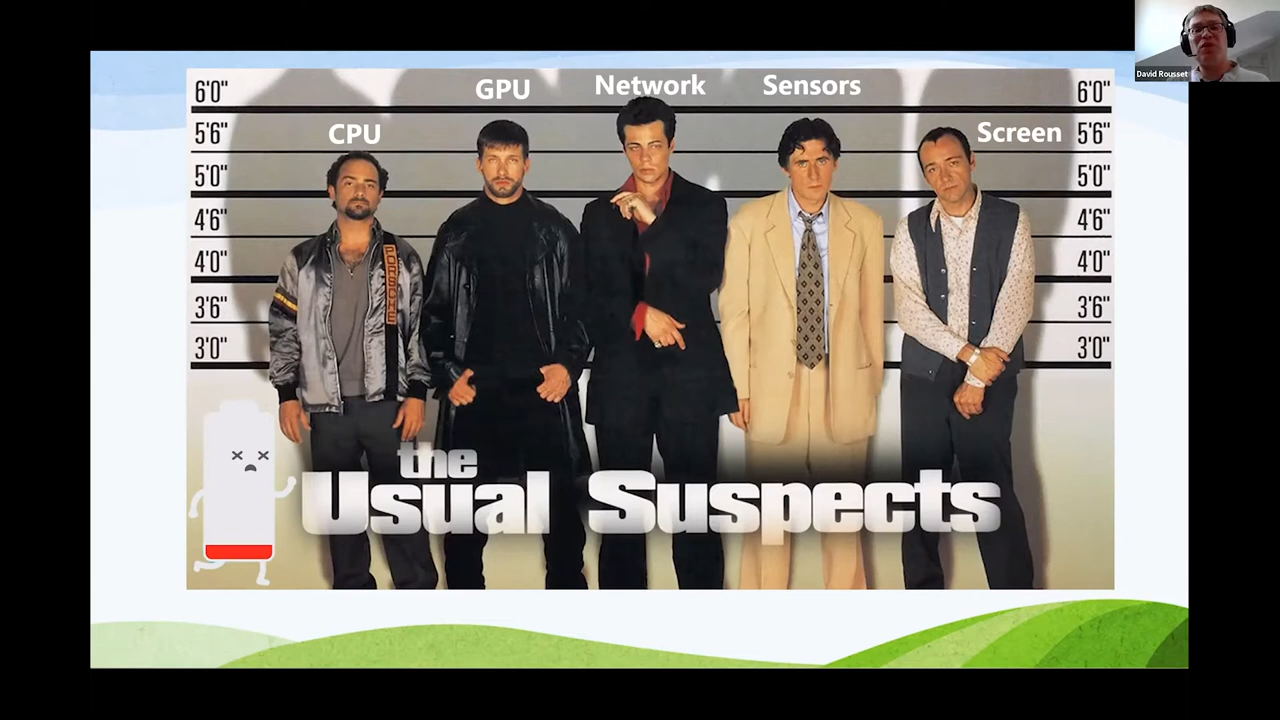 David Rousset
GPU Network Sensors
6'0" 6'0"
CPU Screen
5'6" 5'6"
5'0" 5'0"
4'6" 4'6"
PORSCHE
4'0" 4'0"
3'6" 3'6"
3'0" 3'0"
the
Usual Suspects